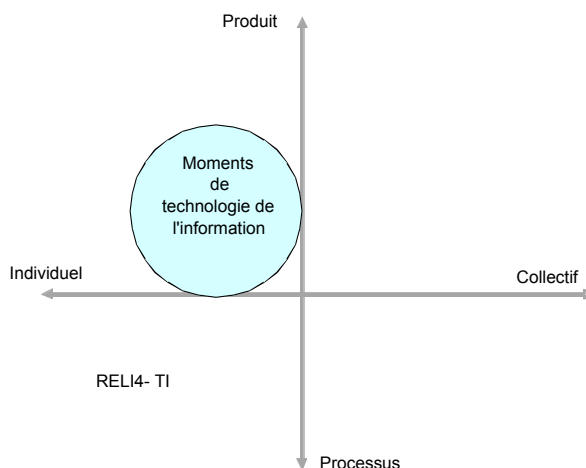 Produit
Moments
de
technologie de
l'information
Individuel
Collectif
RELI4- TI
Processus